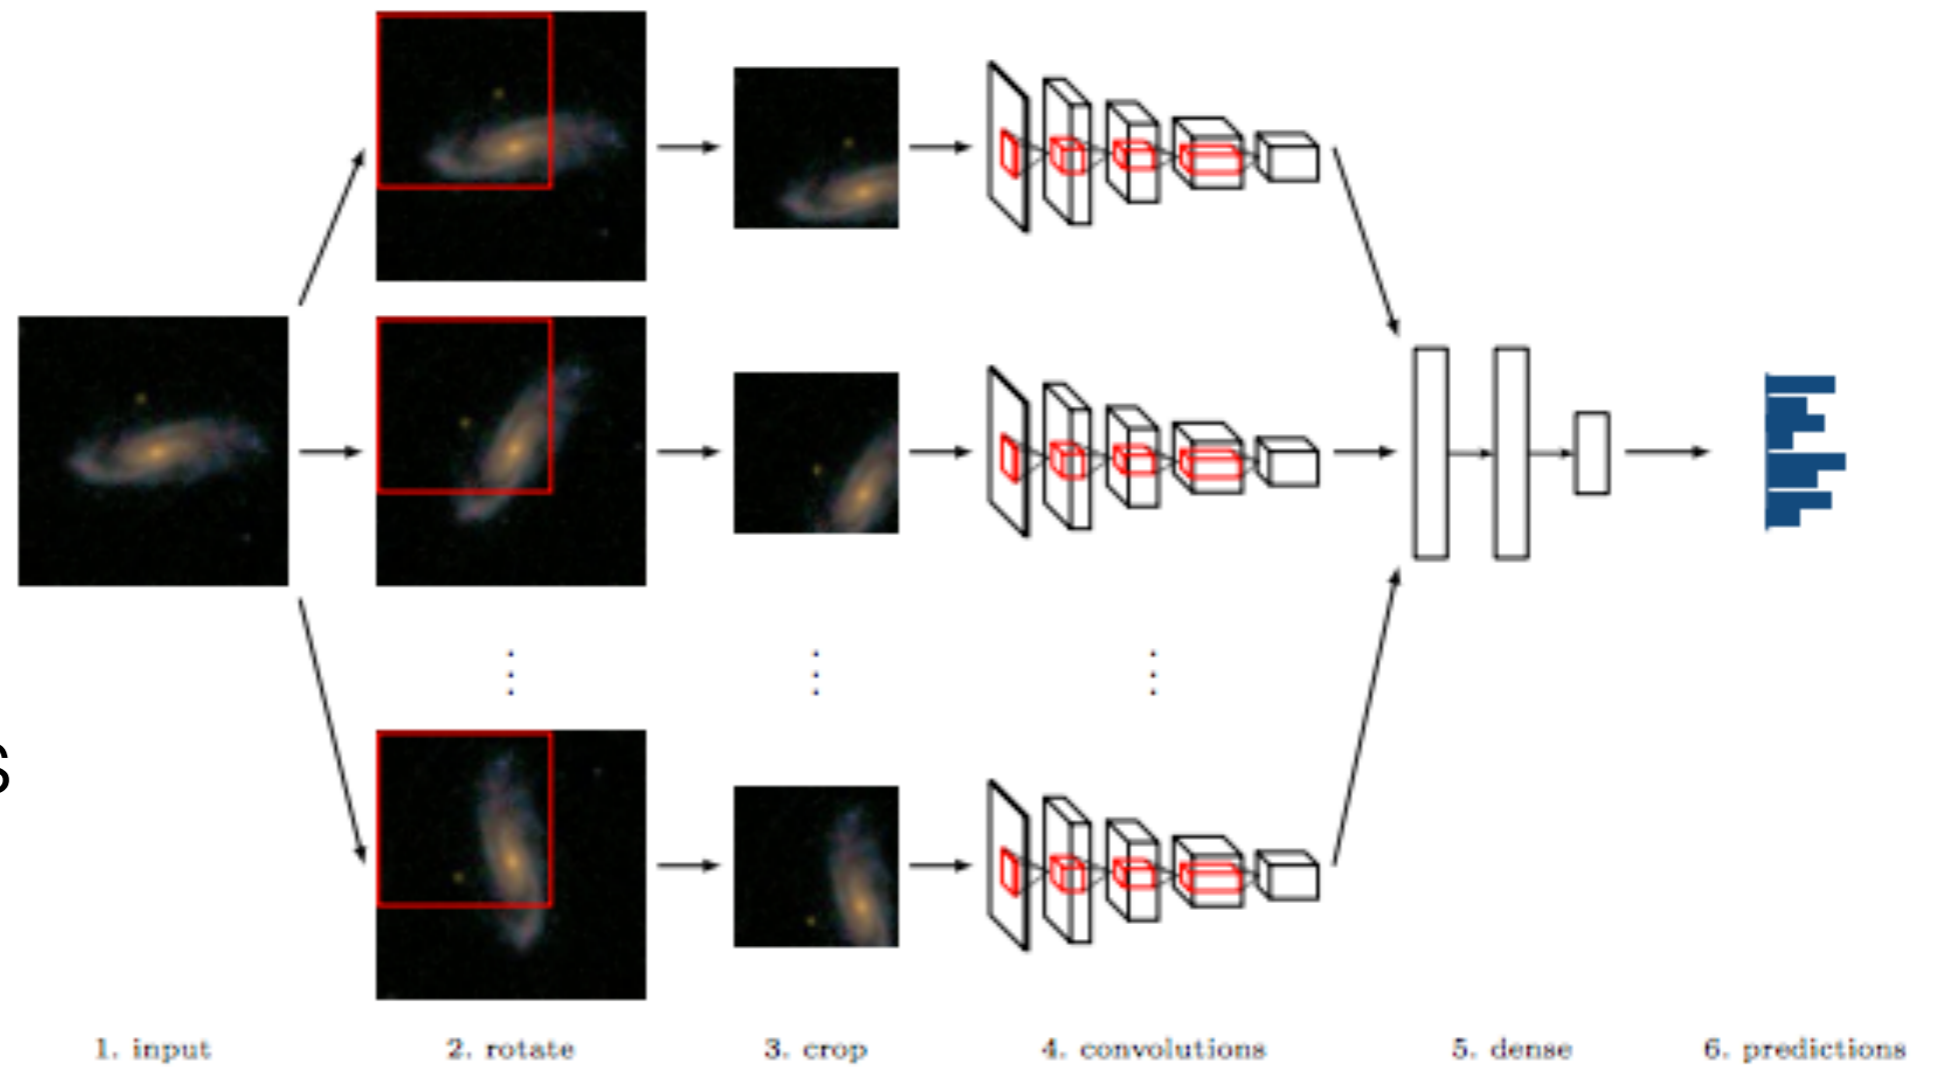 s
1. input
2. rotate
3. crop
4. convolutions
5. dense
6. predictions